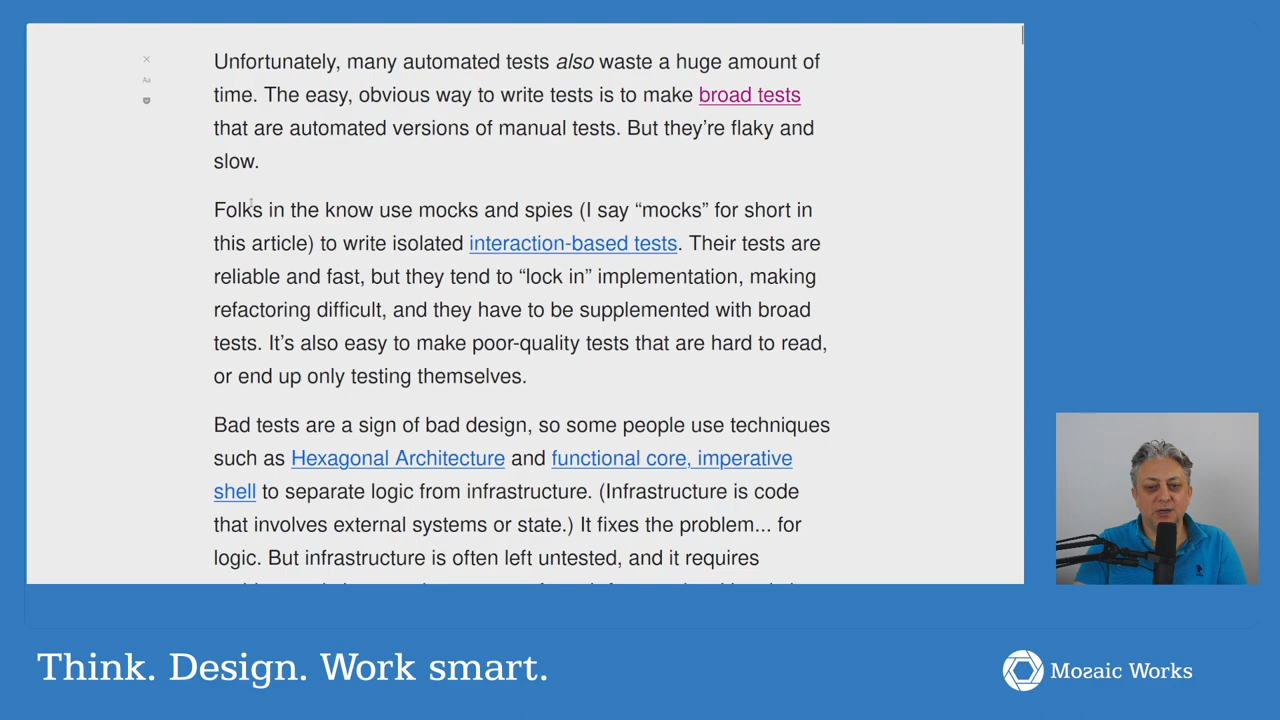 Unfortunately, many automated tests also waste a huge amount of
time. The easy, obvious way to write tests is to make broad tests
that are automated versions of manual tests. But they're flaky and
slow.
Folks in the know use mocks and spies (I say “mocks” for short in
this article) to write isolated interaction-based tests. Their tests are
reliable and fast, but they tend to “lock in” implementation, making
refactoring difficult, and they have to be supplemented with broad
tests. It’s also easy to make poor-quality tests that are hard to read,
or end up only testing themselves.
Bad tests are a sign of bad design, so some people use techniques
such as Hexagonal Architecture and functional core, imperative
shell to separate logic from infrastructure. (Infrastructure is code
that involves external systems or state.) It fixes the problem... for
logic. But infrastructure is often left untested, and it requires
Aa
Think. Design. Work smart.
Mozaic Works